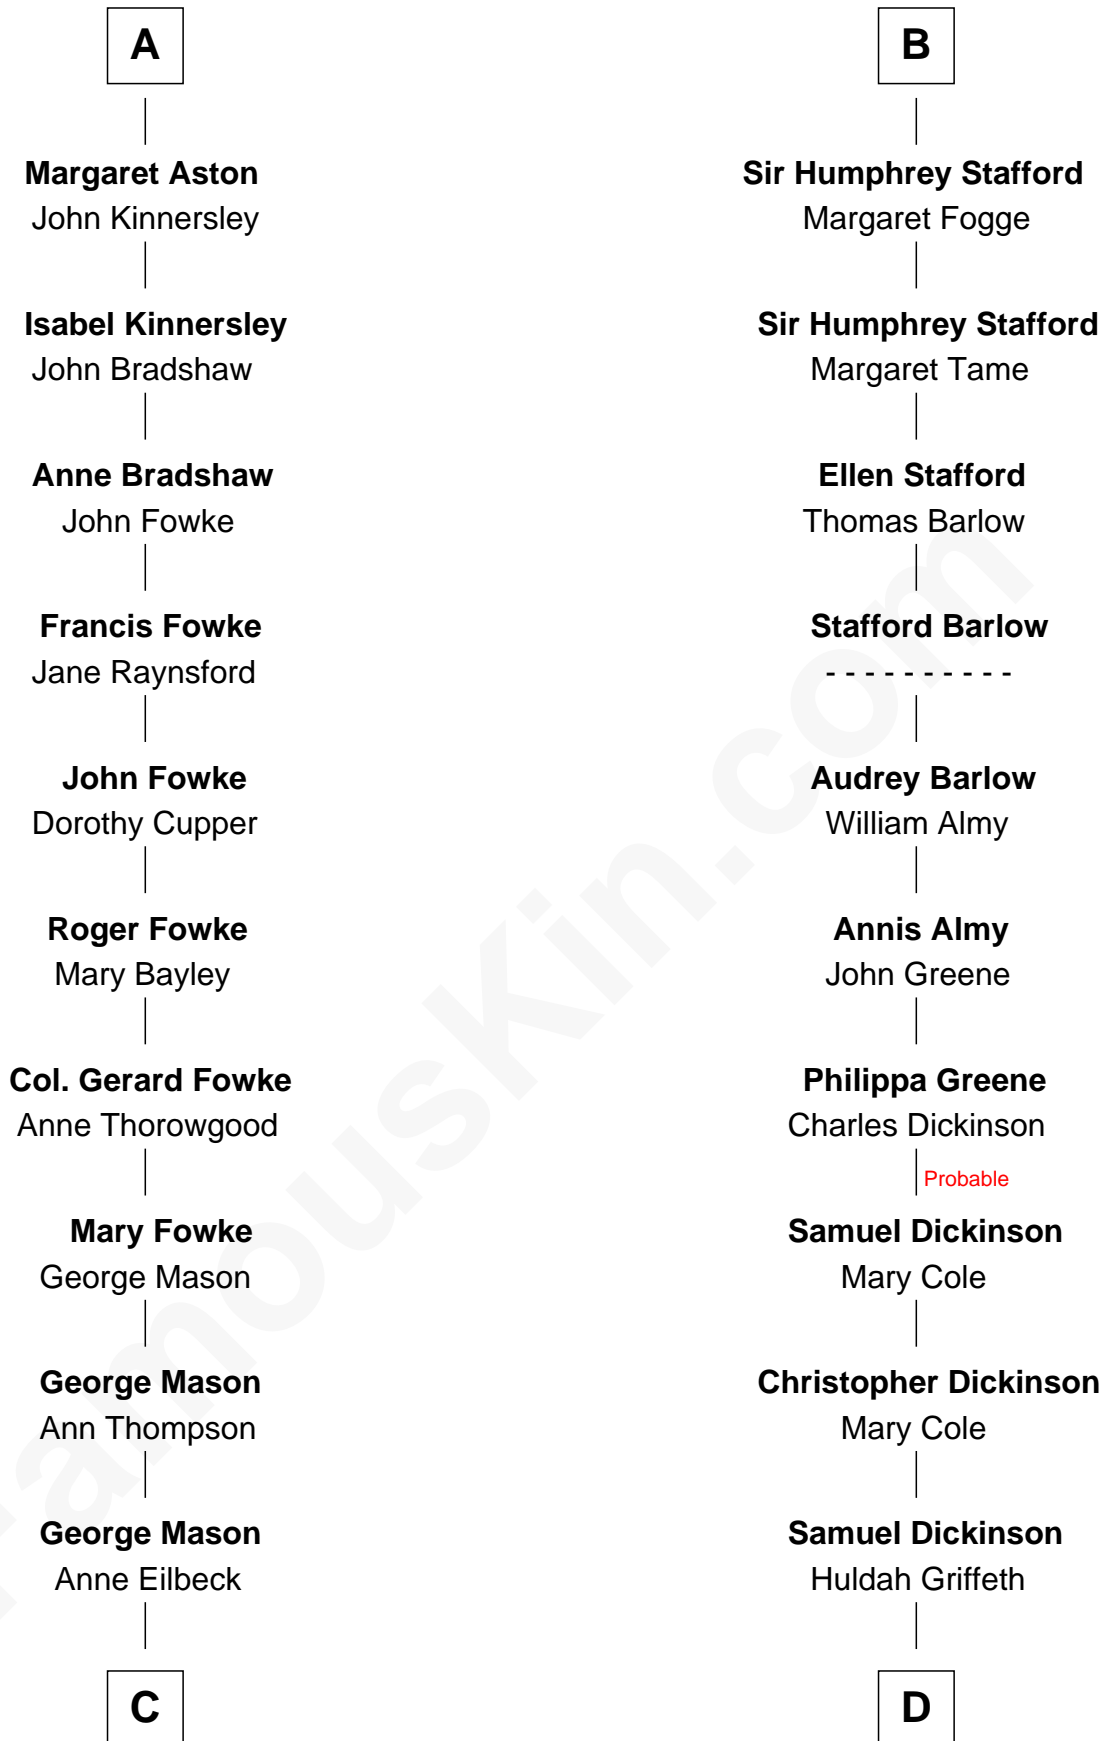 A
B
Margaret Aston
John Kinnersley
Sir Humphrey Stafford
Margaret Fogge
Isabel Kinnersley
John Bradshaw
Sir Humphrey Stafford
Margaret Tame
Anne Bradshaw
John Fowke
Ellen Stafford
Thomas Barlow
Francis Fowke
Jane Raynsford
Stafford Barlow
- - - - - - - - - -
John Fowke
Dorothy Cupper
Audrey Barlow
William Almy
Roger Fowke
Mary Bayley
Annis Almy
John Greene
Col. Gerard Fowke
Anne Thorowgood
Philippa Greene
Charles Dickinson
Probable
Mary Fowke
George Mason
Samuel Dickinson
Mary Cole
George Mason
Ann Thompson
Christopher Dickinson
Mary Cole
George Mason
Anne Eilbeck
Samuel Dickinson
Huldah Griffeth
C
D
FamousKin.com